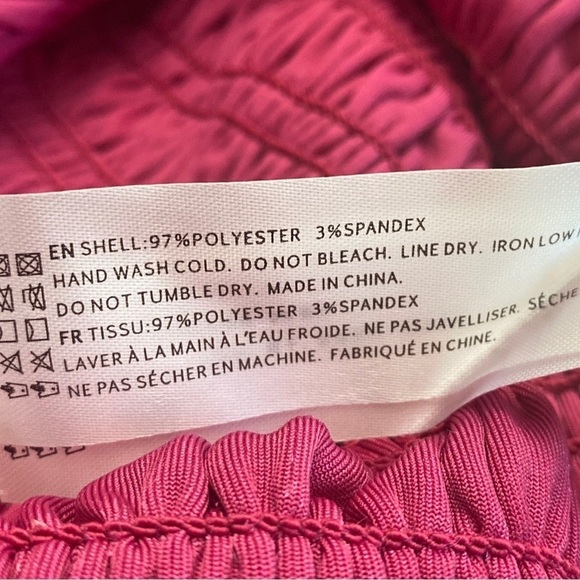 EN SHELL:97%POLYESTER 3%SPANDEX
HAND WASH COLD. DO NOT BLEACH. LINE DRY. IRON LOW
DO NOT TUMBLE DRY. MADE IN CHINA.
FR TISSU:97%POLYESTER 3%SPANDEX
LAVER À LA MAIN À L'EAU FROIDE. NE PAS JAVELLISER. SÉCHE
NE PAS SÉCHER EN MACHINE. FABRIQUÉ EN CHINE.